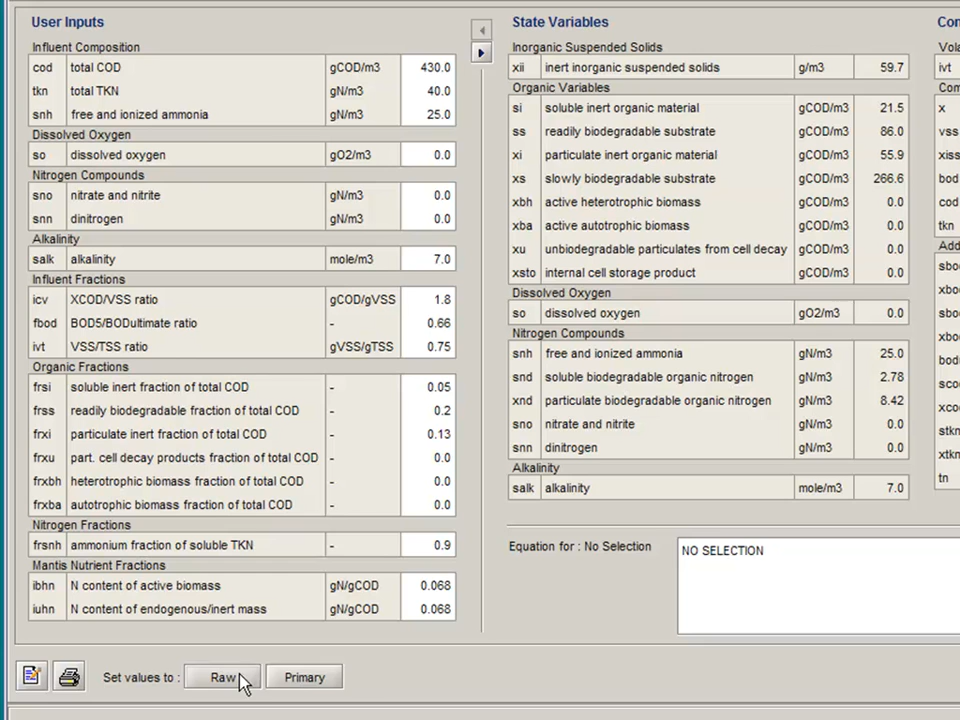 User Inputs
Influent Composition
cod total COD gCOD/m3 430.0
tkn total TKN gN/m3 40.0
snh free and ionized ammonia gN/m3 25.0
Dissolved Oxygen
so dissolved oxygen gO2/m3 0.0
Nitrogen Compounds
sno nitrate and nitrite gN/m3 0.0
snn dinitrogen gN/m3 0.0
Alkalinity
salk alkalinity mole/m3 7.0
Influent Fractions
icv XCOD/VSS ratio gCOD/gVSS 1.8
fbod BOD5/BODultimate ratio - 0.66
ivt VSS/TSS ratio gVSS/gTSS 0.75
Organic Fractions
frsi soluble inert fraction of total COD - 0.05
frss readily biodegradable fraction of total COD - 0.2
frxi particulate inert fraction of total COD - 0.13
frxu part. cell decay products fraction of total COD - 0.0
frxbh heterotrophic biomass fraction of total COD - 0.0
frxba autotrophic biomass fraction of total COD - 0.0
Nitrogen Fractions
frsnh ammonium fraction of soluble TKN - 0.9
Mantis Nutrient Fractions
ibhn N content of active biomass gN/gCOD 0.068
iuhn N content of endogenous/inert mass gN/gCOD 0.068
Set values to : Raw Primary
State Variables
Inorganic Suspended Solids
xii inert inorganic suspended solids g/m3 59.7
Organic Variables
si soluble inert organic material gCOD/m3 21.5
ss readily biodegradable substrate gCOD/m3 86.0
xi particulate inert organic material gCOD/m3 55.9
xs slowly biodegradable substrate gCOD/m3 266.6
xbh active heterotrophic biomass gCOD/m3 0.0
xba active autotrophic biomass gCOD/m3 0.0
xu unbiodegradable particulates from cell decay gCOD/m3 0.0
xsto internal cell storage product gCOD/m3 0.0
Dissolved Oxygen
so dissolved oxygen gO2/m3 0.0
Nitrogen Compounds
snh free and ionized ammonia gN/m3 25.0
snd soluble biodegradable organic nitrogen gN/m3 2.78
xnd particulate biodegradable organic nitrogen gN/m3 8.42
sno nitrate and nitrite gN/m3 0.0
snn dinitrogen gN/m3 0.0
Alkalinity
salk alkalinity mole/m3 7.0
Equation for : No Selection NO SELECTION
ivt
x
vss
xiss
bod
cod
tkn
tn